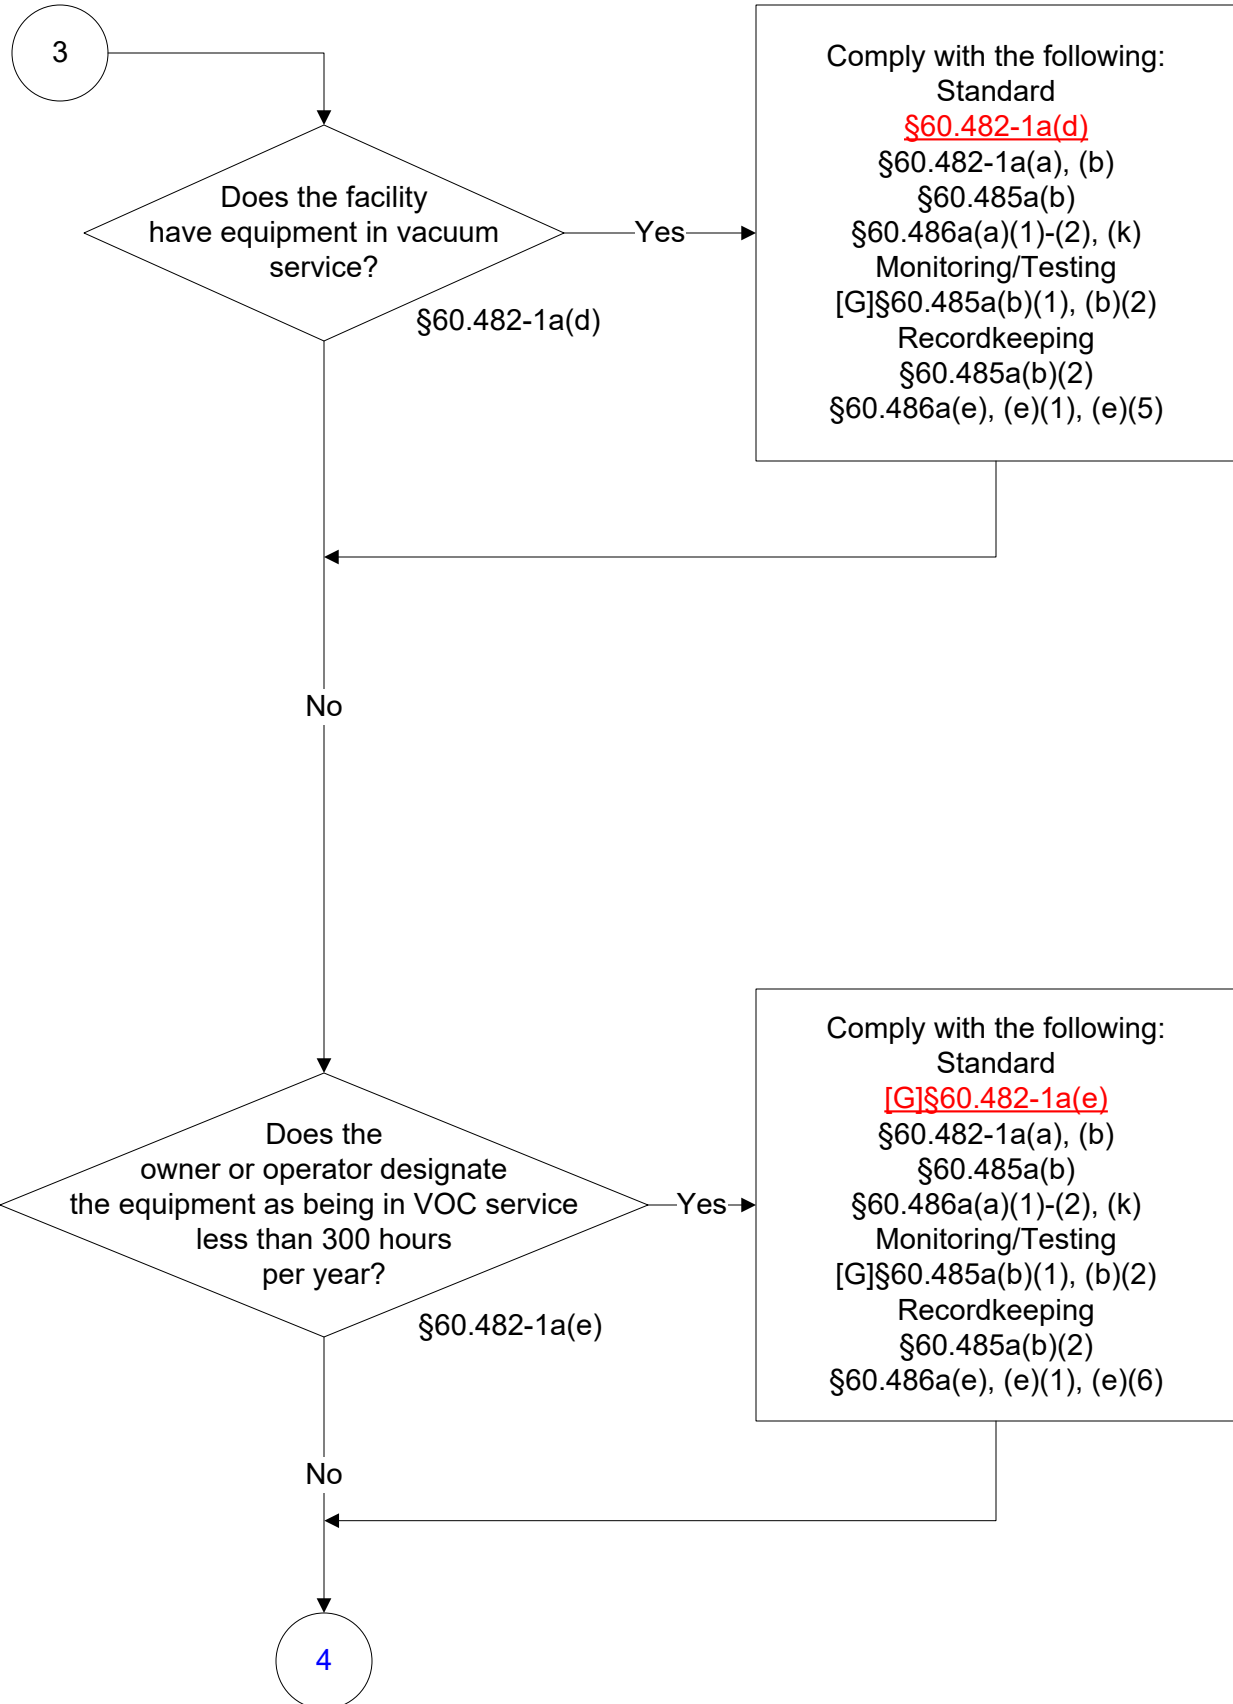 3
Does the facility
have equipment in vacuum
service?
Yes
§60.482-1a(d)
Comply with the following:
Standard
§60.482-1a(d)
§60.482-1a(a), (b)
§60.485a(b)
§60.486a(a)(1)-(2), (k)
Monitoring/Testing
[G]§60.485a(b)(1), (b)(2)
Recordkeeping
§60.485a(b)(2)
§60.486a(e), (e)(1), (e)(5)
No
Does the
owner or operator designate
the equipment as being in VOC service
less than 300 hours
per year?
Yes
§60.482-1a(e)
Comply with the following:
Standard
[G]§60.482-1a(e)
§60.482-1a(a), (b)
§60.485a(b)
§60.486a(a)(1)-(2), (k)
Monitoring/Testing
[G]§60.485a(b)(1), (b)(2)
Recordkeeping
§60.485a(b)(2)
§60.486a(e), (e)(1), (e)(6)
No
4